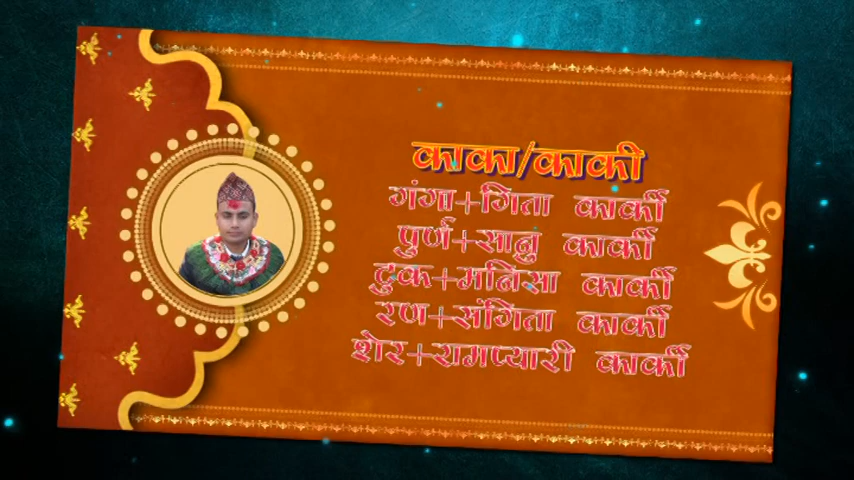 काका/काकी
गंगा+गिता कार्की
पुर्ण+सानु कार्की
टुक+मनिसा कार्की
रण+संगिता कार्की
शेर+रामप्यारी कार्की